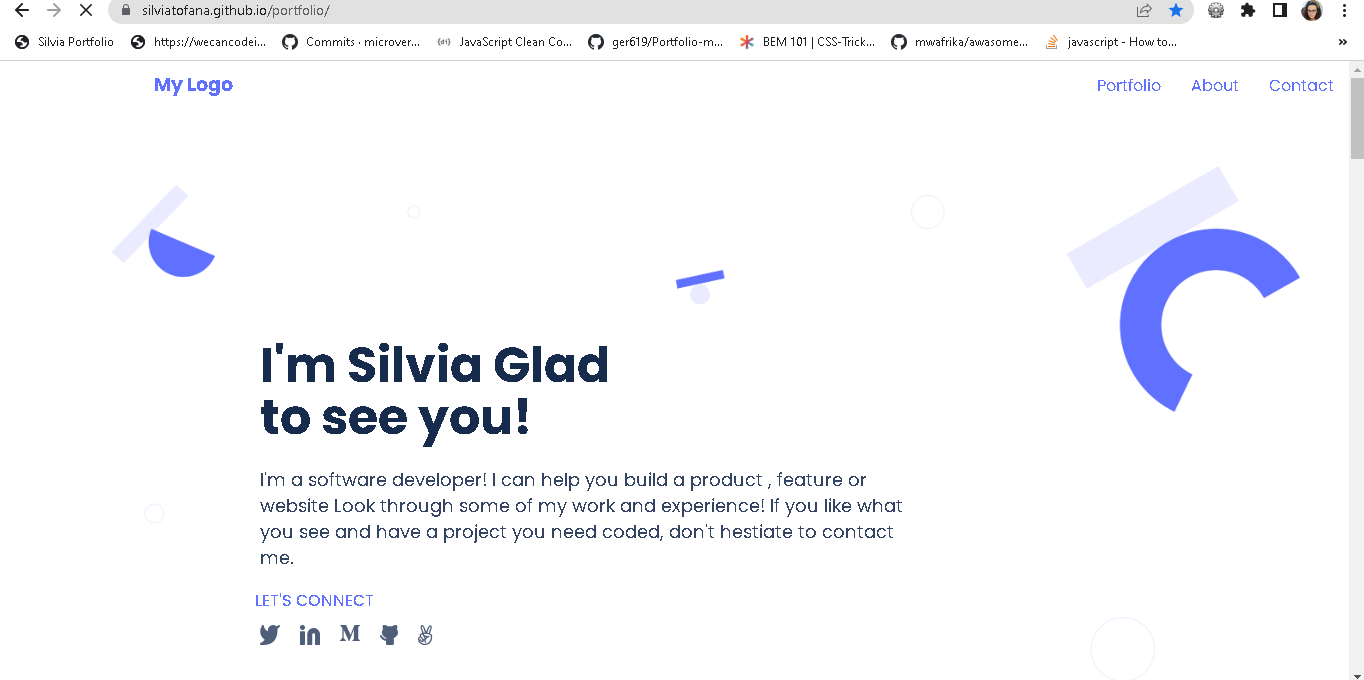 silviatofana.github.io/portfolio/
Silvia Portfolio https://wecancodei... Commits · microver... JavaScript Clean Co... ger619/Portfolio-m... BEM 101 | CSS-Trick... mwafrika/awasome... javascript - How to... »
My Logo Portfolio About Contact
I'm Silvia Glad
to see you!
I'm a software developer! I can help you build a product , feature or
website Look through some of my work and experience! If you like what
you see and have a project you need coded, don't hestiate to contact
me.
LET'S CONNECT